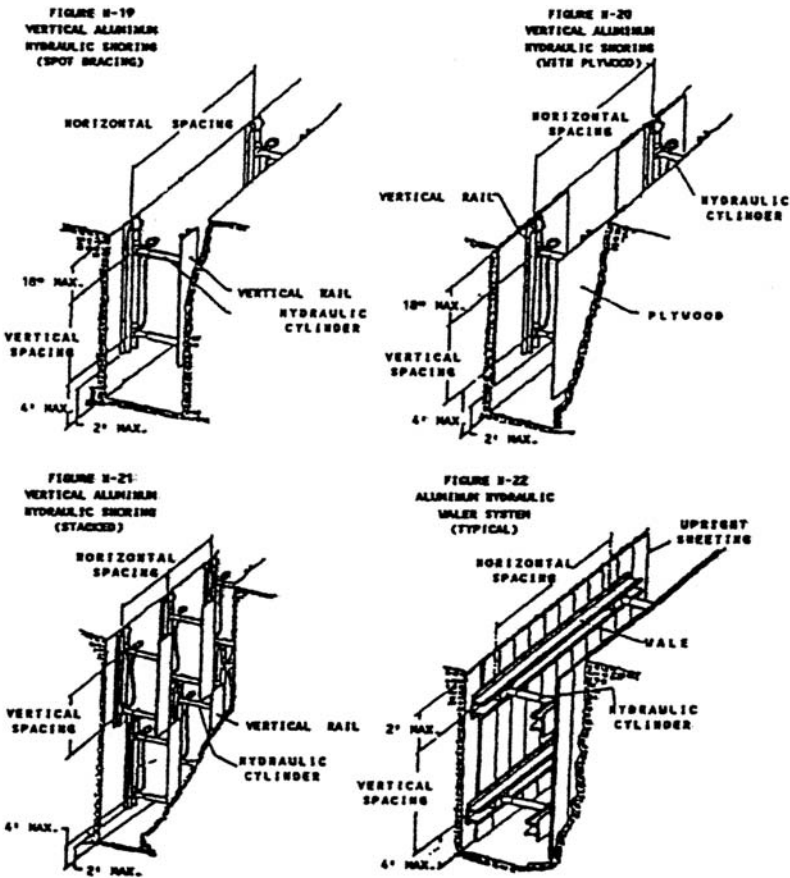 FIGURE N-19
VERTICAL ALUMINUM
HYDRAULIC SHORING
(SPOT BRACING)
HORIZONTAL SPACING
18" MAX.
VERTICAL RAIL
HYDRAULIC
CYLINDER
VERTICAL
SPACING
4' MAX.
2' MAX.
FIGURE N-20
VERTICAL ALUMINUM
HYDRAULIC SHORING
(WITH PLYWOOD)
HORIZONTAL
SPACING
VERTICAL RAIL
HYDRAULIC
CYLINDER
18" MAX.
PLYWOOD
VERTICAL
SPACING
4' MAX.
2' MAX.
FIGURE N-21
VERTICAL ALUMINUM
HYDRAULIC SHORING
(STACKED)
HORIZONTAL
SPACING
VERTICAL
SPACING
VERTICAL RAIL
HYDRAULIC
CYLINDER
4' MAX.
2' MAX.
FIGURE N-22
ALUMINUM HYDRAULIC
WALER SYSTEM
(TYPICAL)
UPRIGHT
SHEETING
HORIZONTAL
SPACING
WALE
HYDRAULIC
CYLINDER
2' MAX.
VERTICAL
SPACING
4' MAX.